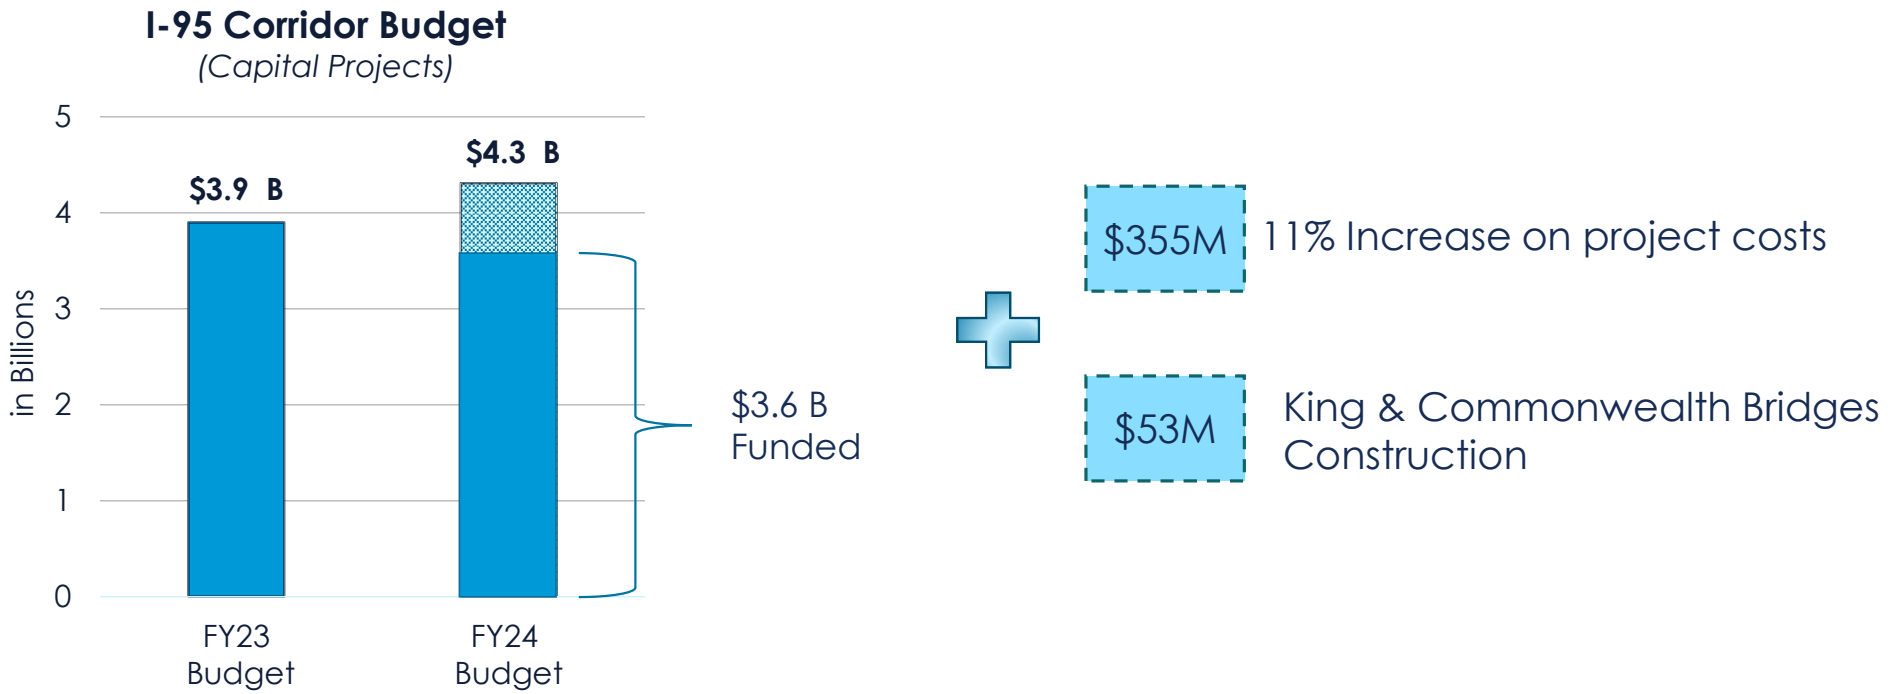 I-95 Corridor Budget
(Capital Projects)
in Billions
5
4
3
2
1
0
$3.9 B
$4.3 B
FY23
Budget
FY24
Budget
$3.6 B
Funded
$355M
11% Increase on project costs
$53M
King & Commonwealth Bridges
Construction